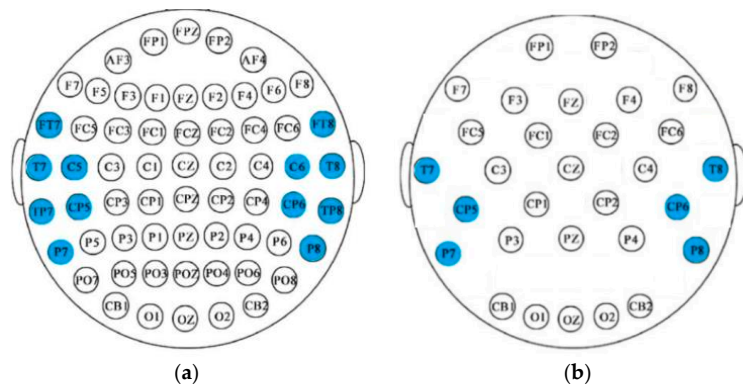 FP1 FPZ FP2
AF3 AF4
F7 F5 F3 F1 FZ F2 F4 F6 F8
FT7 FC5 FC3 FC1 FCZ FC2 FC4 FC6 FT8
T7 C5 C3 C1 CZ C2 C4 C6 T8
TP7 CP5 CP3 CP1 CPZ CP2 CP4 CP6 TP8
P7 P5 P3 P1 PZ P2 P4 P6 P8
PO7 PO5 PO3 POZ PO4 PO6 PO8
CB1 O1 OZ O2 CB2
(a)
FP1 FP2
F7 F3 FZ F4 F8
FC5 FC1 FC2 FC6
T7 C3 CZ C4 T8
CP5 CP1 CP2 CP6
P7 P3 PZ P4 P8
CB1 O1 OZ O2 CB2
(b)